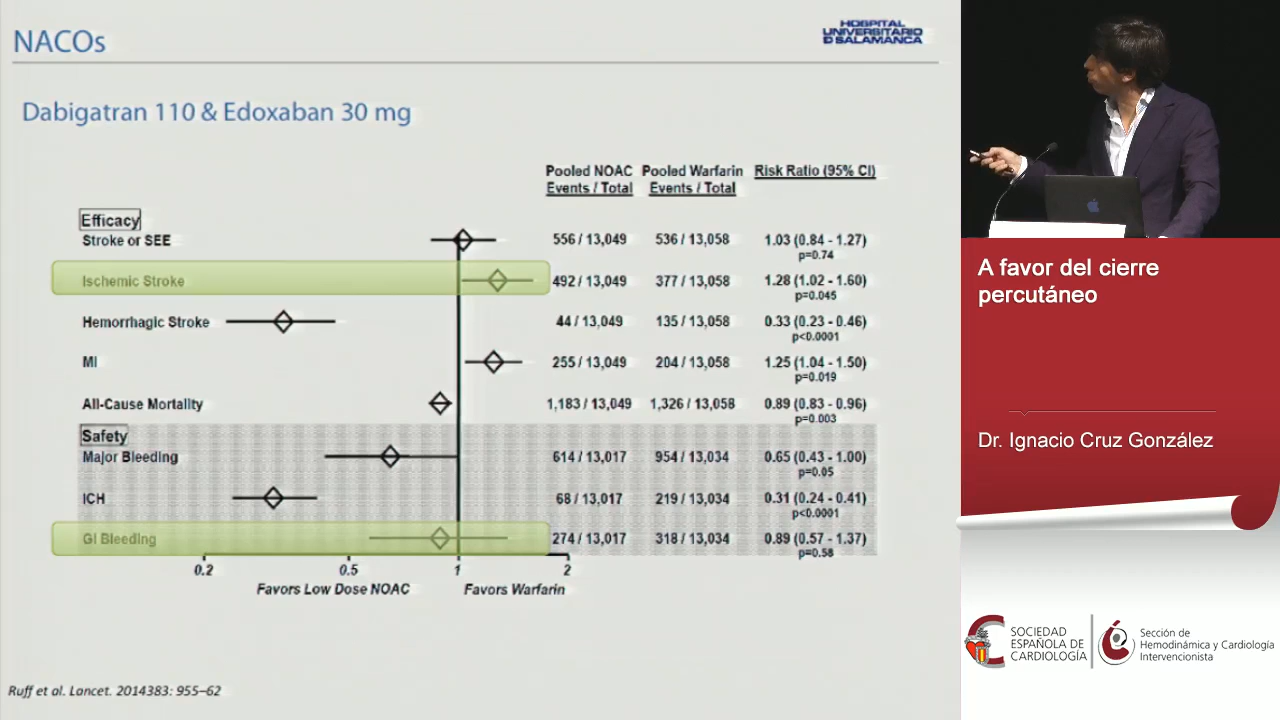 NACOs
HOSPITAL
UNIVERSITARIO
D SALAMANCA
Dabigatran 110 & Edoxaban 30 mg
Pooled NOAC Pooled Warfarin Risk Ratio (95% CI)
Events / Total Events / Total
Efficacy
Stroke or SEE 556 / 13,049 536 / 13,058 1.03 (0.84 - 1.27)
p=0.74
Ischemic Stroke 492 / 13,049 377 / 13,058 1.28 (1.02 - 1.60)
p=0.045
Hemorrhagic Stroke 44 / 13,049 135 / 13,058 0.33 (0.23 - 0.46)
p<0.0001
MI 255 / 13,049 204 / 13,058 1.25 (1.04 - 1.50)
p=0.019
All-Cause Mortality 1,183 / 13,049 1,326 / 13,058 0.89 (0.83 - 0.96)
p=0.003
Safety
Major Bleeding 614 / 13,017 954 / 13,034 0.65 (0.43 - 1.00)
p=0.05
ICH 68 / 13,017 219 / 13,034 0.31 (0.24 - 0.41)
p<0.0001
GI Bleeding 274 / 13,017 318 / 13,034 0.89 (0.57 - 1.37)
p=0.58
0.2 0.5 1 2
Favors Low Dose NOAC Favors Warfarin
Ruff et al. Lancet. 2014383: 955–62
A favor del cierre
percutáneo
Dr. Ignacio Cruz González
SOCIEDAD
ESPAÑOLA DE
CARDIOLOGÍA
Sección de
Hemodinámica y Cardiología
Intervencionista